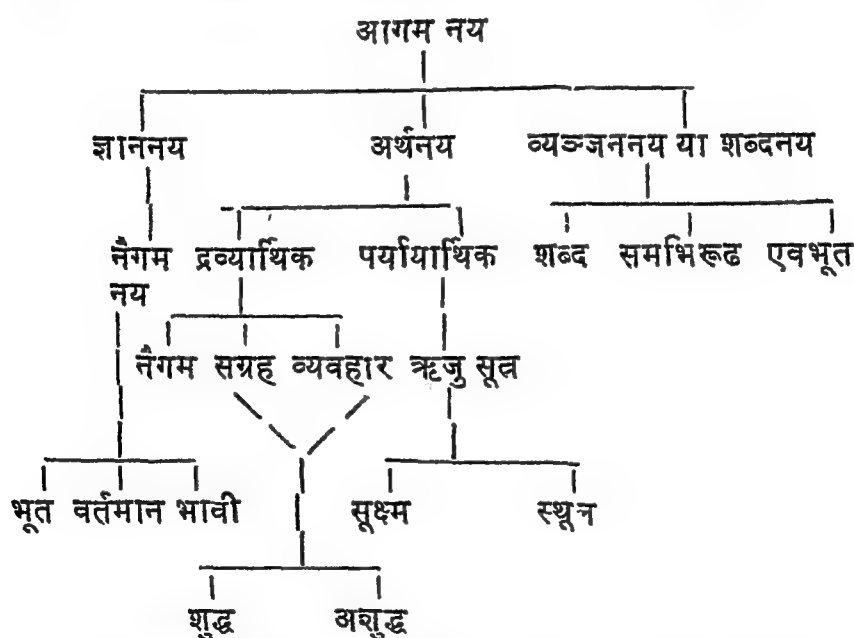 आगम नय
ज्ञाननय अर्थनय व्यञ्जननय या शब्दनय
नैगम द्रव्यार्थिक पर्यायार्थिक शब्द समभिरूढ एवभूत
नय
नैगम सग्रह व्यवहार ऋजु सूत्र
भूत वर्तमान भावी सूक्ष्म स्थूल
शुद्ध अशुद्ध